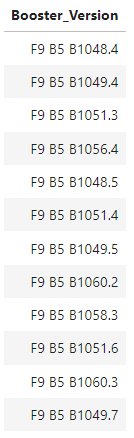 Booster_Version
F9 B5 B1048.4
F9 B5 B1049.4
F9 B5 B1051.3
F9 B5 B1056.4
F9 B5 B1048.5
F9 B5 B1051.4
F9 B5 B1049.5
F9 B5 B1060.2
F9 B5 B1058.3
F9 B5 B1051.6
F9 B5 B1060.3
F9 B5 B1049.7